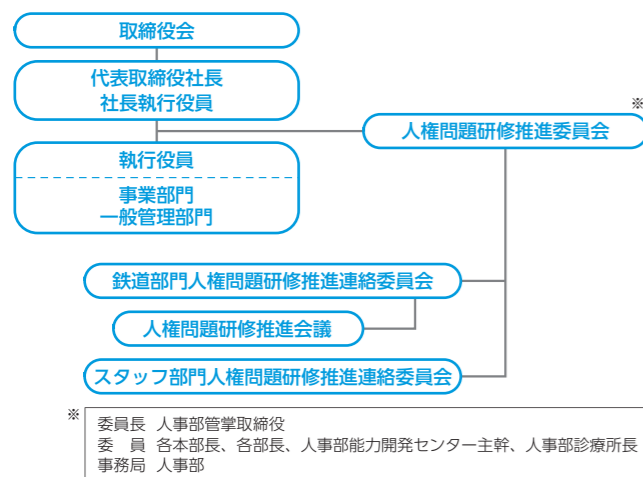 取締役会
代表取締役社長
社長執行役員
※
人権問題研修推進委員会
執行役員
事業部門
一般管理部門
鉄道部門人権問題研修推進連絡委員会
人権問題研修推進会議
スタッフ部門人権問題研修推進連絡委員会
※
委員長 人事部管掌取締役
委　員 各本部長、各部長、人事部能力開発センター主幹、人事部診療所長
事務局 人事部